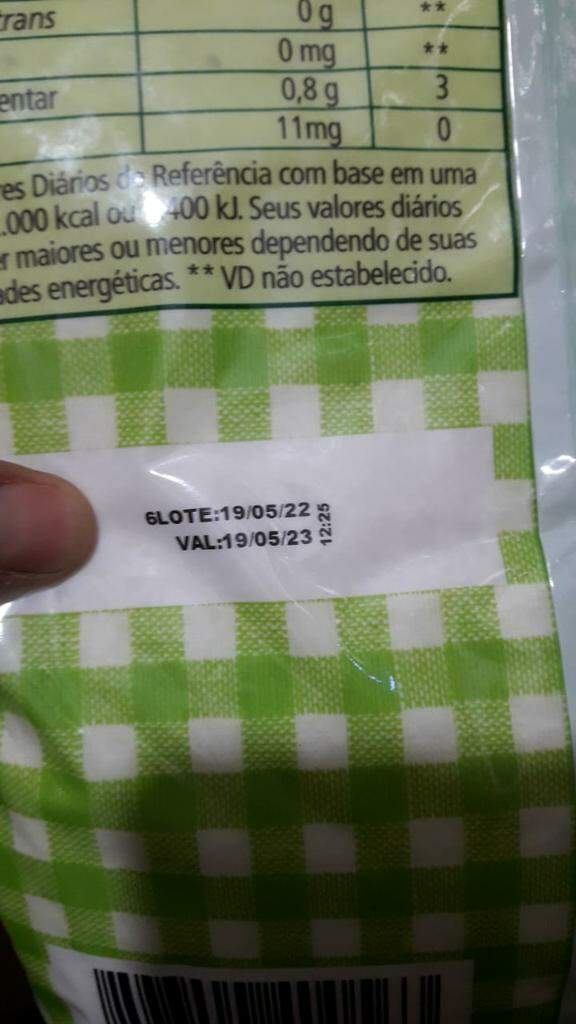 trans 0 g **
0 mg **
entar 0,8 g 3
11mg 0
es Diários de Referência com base em uma
.000 kcal ou 400 kJ. Seus valores diários
r maiores ou menores dependendo de suas
ades energéticas. ** VD não estabelecido.
6LOTE:19/05/22
VAL:19/05/23
12:25